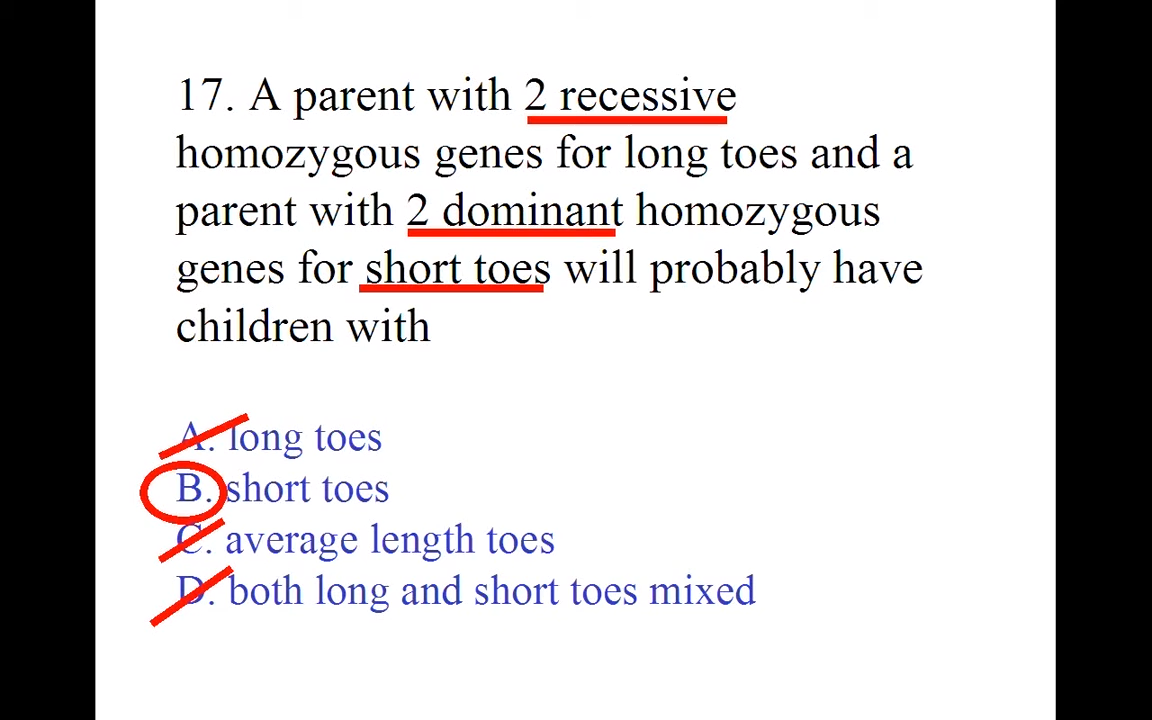 17. A parent with 2 recessive
homozygous genes for long toes and a
parent with 2 dominant homozygous
genes for short toes will probably have
children with
A. long toes
B. short toes
C. average length toes
D. both long and short toes mixed